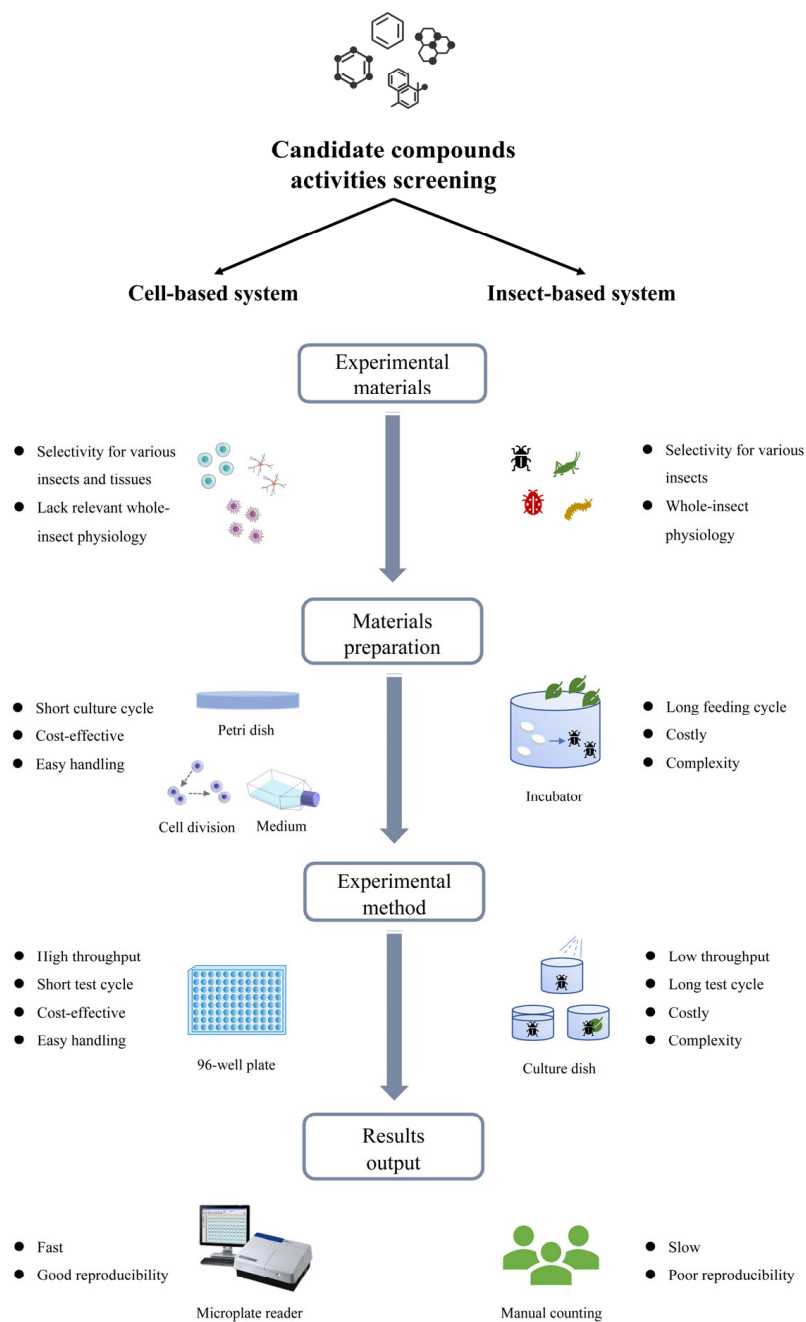 Candidate compounds
activities screening
Cell-based system
Insect-based system
Experimental
materials
● Selectivity for various
insects and tissues
● Lack relevant whole-
insect physiology
● Selectivity for various
insects
● Whole-insect
physiology
Materials
preparation
● Short culture cycle
● Cost-effective
● Easy handling
Petri dish
Cell division
Medium
Incubator
● Long feeding cycle
● Costly
● Complexity
Experimental
method
● High throughput
● Short test cycle
● Cost-effective
● Easy handling
96-well plate
Culture dish
● Low throughput
● Long test cycle
● Costly
● Complexity
Results
output
● Fast
● Good reproducibility
Microplate reader
Manual counting
● Slow
● Poor reproducibility